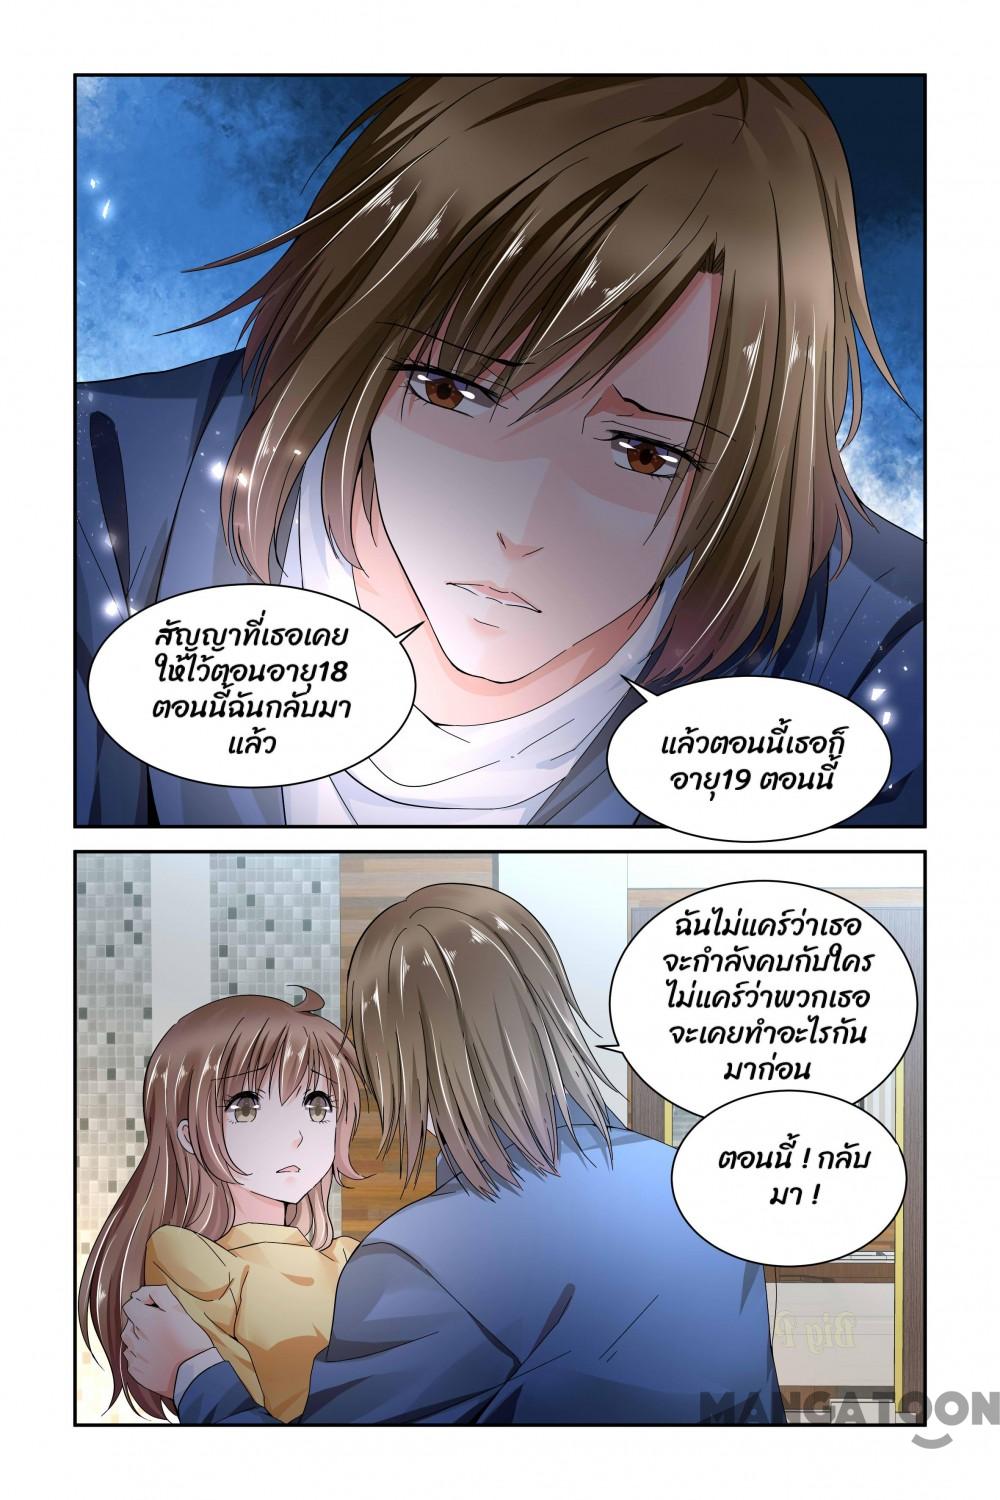 สัญญาที่เธอเคย
ให้ไว้ตอนอายุ18
ตอนนี้ฉันกลับมา
แล้ว
แล้วตอนนี้เธอก็
อายุ19 ตอนนี้
ฉันไม่แคร์ว่าเธอ
จะกำลังคบกับใคร
ไม่แคร์ว่าพวกเธอ
จะเคยทำอะไรกัน
มาก่อน
ตอนนี้ ! กลับ
มา !
MANGATOON